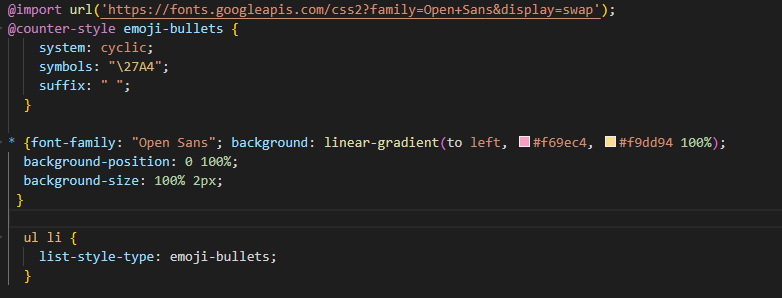 @import url('https://fonts.googleapis.com/css2?family=Open+Sans&display=swap');
@counter-style emoji-bullets {
system: cyclic;
symbols: "\27A4";
suffix: " ";
}
* {font-family: "Open Sans"; background: linear-gradient(to left, #f69ec4, #f9dd94 100%);
background-position: 0 100%;
background-size: 100% 2px;
}
ul li {
list-style-type: emoji-bullets;
}